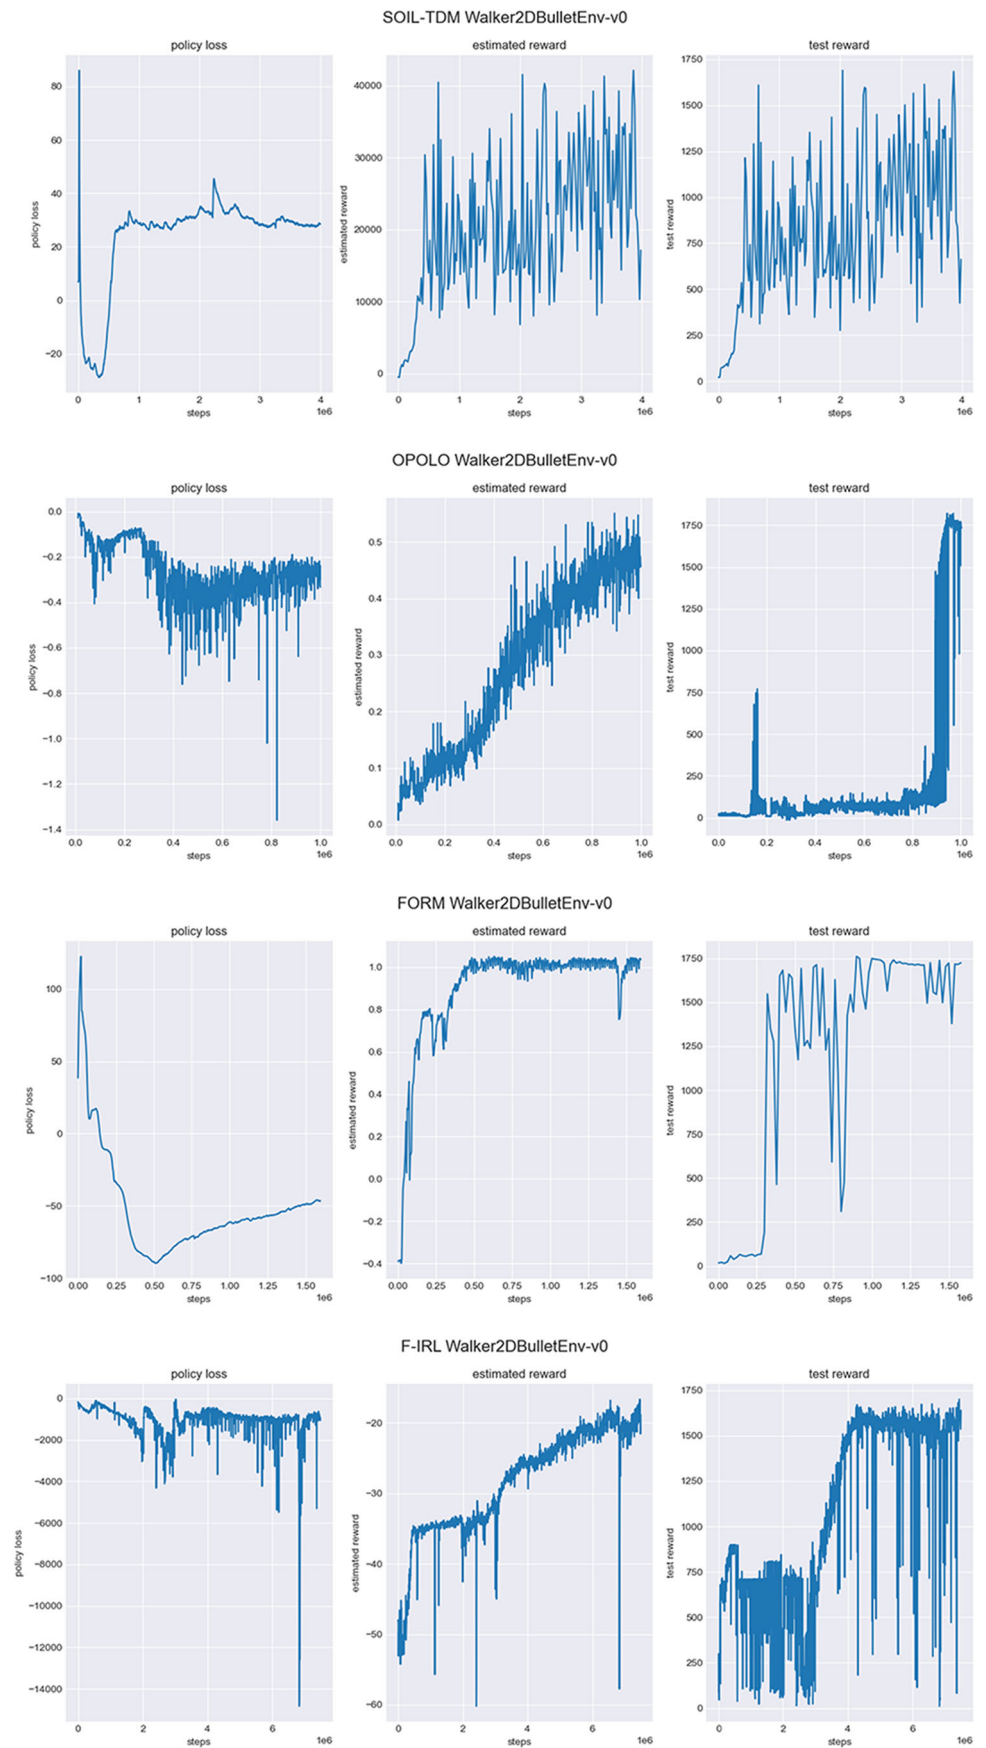 SOIL-TDM Walker2DBulletEnv-v0
policy loss
estimated reward
test reward
policy loss
80
60
40
20
0
−20
0 1 2 3 4
1e6
steps
estimated reward
40000
30000
20000
10000
0
0 1 2 3 4
1e6
steps
test reward
1750
1500
1250
1000
750
500
250
0
0 1 2 3 4
1e6
steps
OPOLO Walker2DBulletEnv-v0
policy loss
estimated reward
test reward
policy loss
0.0
−0.2
−0.4
−0.6
−0.8
−1.0
−1.2
−1.4
0.0 0.2 0.4 0.6 0.8 1.0
1e6
steps
estimated reward
0.5
0.4
0.3
0.2
0.1
0.0
0.0 0.2 0.4 0.6 0.8 1.0
1e6
steps
test reward
1750
1500
1250
1000
750
500
250
0
0.0 0.2 0.4 0.6 0.8 1.0
1e6
steps
FORM Walker2DBulletEnv-v0
policy loss
estimated reward
test reward
policy loss
100
50
0
−50
−100
0.00 0.25 0.50 0.75 1.00 1.25 1.50
1e6
steps
estimated reward
1.0
0.8
0.6
0.4
0.2
0.0
−0.2
−0.4
0.00 0.25 0.50 0.75 1.00 1.25 1.50
1e6
steps
test reward
1750
1500
1250
1000
750
500
250
0
0.00 0.25 0.50 0.75 1.00 1.25 1.50
1e6
steps
F-IRL Walker2DBulletEnv-v0
policy loss
estimated reward
test reward
policy loss
0
−2000
−4000
−6000
−8000
−10000
−12000
−14000
0 2 4 6
1e6
steps
estimated reward
−20
−30
−40
−50
−60
0 2 4 6
1e6
steps
test reward
1750
1500
1250
1000
750
500
250
0
0 2 4 6
1e6
steps